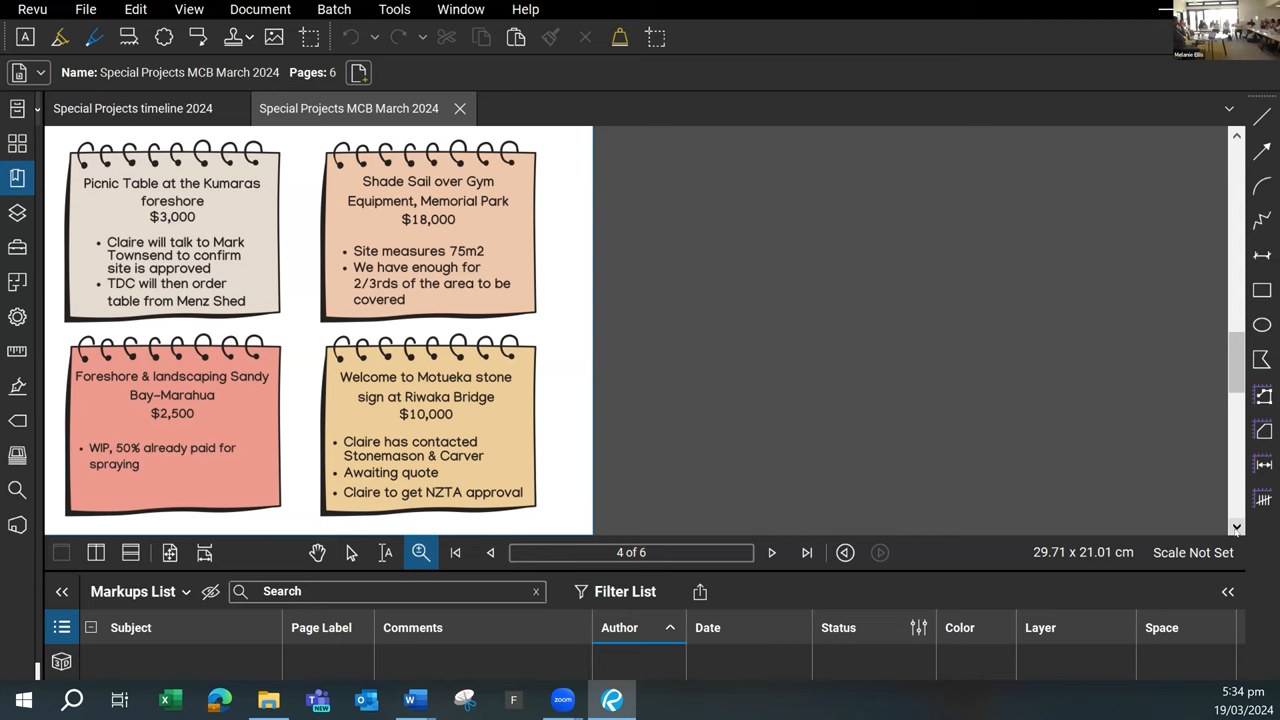 Revu File Edit View Document Batch Tools Window Help
Melanie Ellis
Name: Special Projects MCB March 2024 Pages: 6
Special Projects timeline 2024 Special Projects MCB March 2024
Picnic Table at the Kumaras
foreshore
$3,000
• Claire will talk to Mark
Townsend to confirm
site is approved
• TDC will then order
table from Menz Shed
Shade Sail over Gym
Equipment, Memorial Park
$18,000
• Site measures 75m2
• We have enough for
2/3rds of the area to be
covered
Foreshore & landscaping Sandy
Bay-Marahua
$2,500
• WIP, 50% already paid for
spraying
Welcome to Motueka stone
sign at Riwaka Bridge
$10,000
• Claire has contacted
Stonemason & Carver
• Awaiting quote
• Claire to get NZTA approval
4 of 6
29.71 x 21.01 cm Scale Not Set
Markups List Search x Filter List
Subject Page Label Comments Author Date Status Color Layer Space
5:34 pm
19/03/2024
NEW
zoom
F